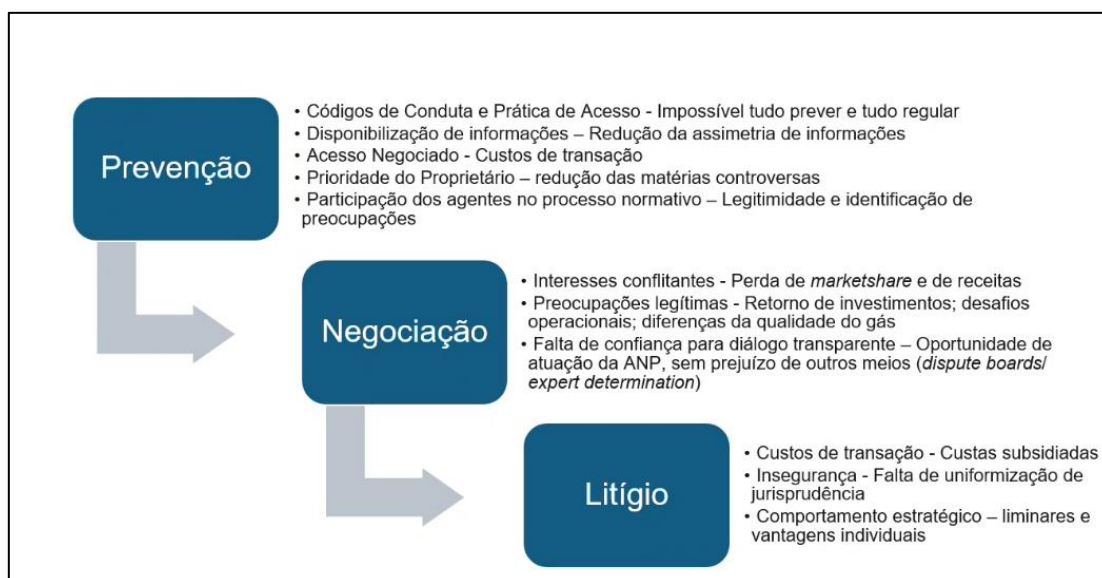 Prevenção
• Códigos de Conduta e Prática de Acesso - Impossível tudo prever e tudo regular
• Disponibilização de informações – Redução da assimetria de informações
• Acesso Negociado - Custos de transação
• Prioridade do Proprietário – redução das matérias controversas
• Participação dos agentes no processo normativo – Legitimidade e identificação de
preocupações
Negociação
• Interesses conflitantes - Perda de marketshare e de receitas
• Preocupações legítimas - Retorno de investimentos; desafios
operacionais; diferenças da qualidade do gás
• Falta de confiança para diálogo transparente – Oportunidade de
atuação da ANP, sem prejuízo de outros meios (dispute boards/
expert determination)
Litígio
• Custos de transação - Custas subsidiadas
• Insegurança - Falta de uniformização de
jurisprudência
• Comportamento estratégico – liminares e
vantagens individuais